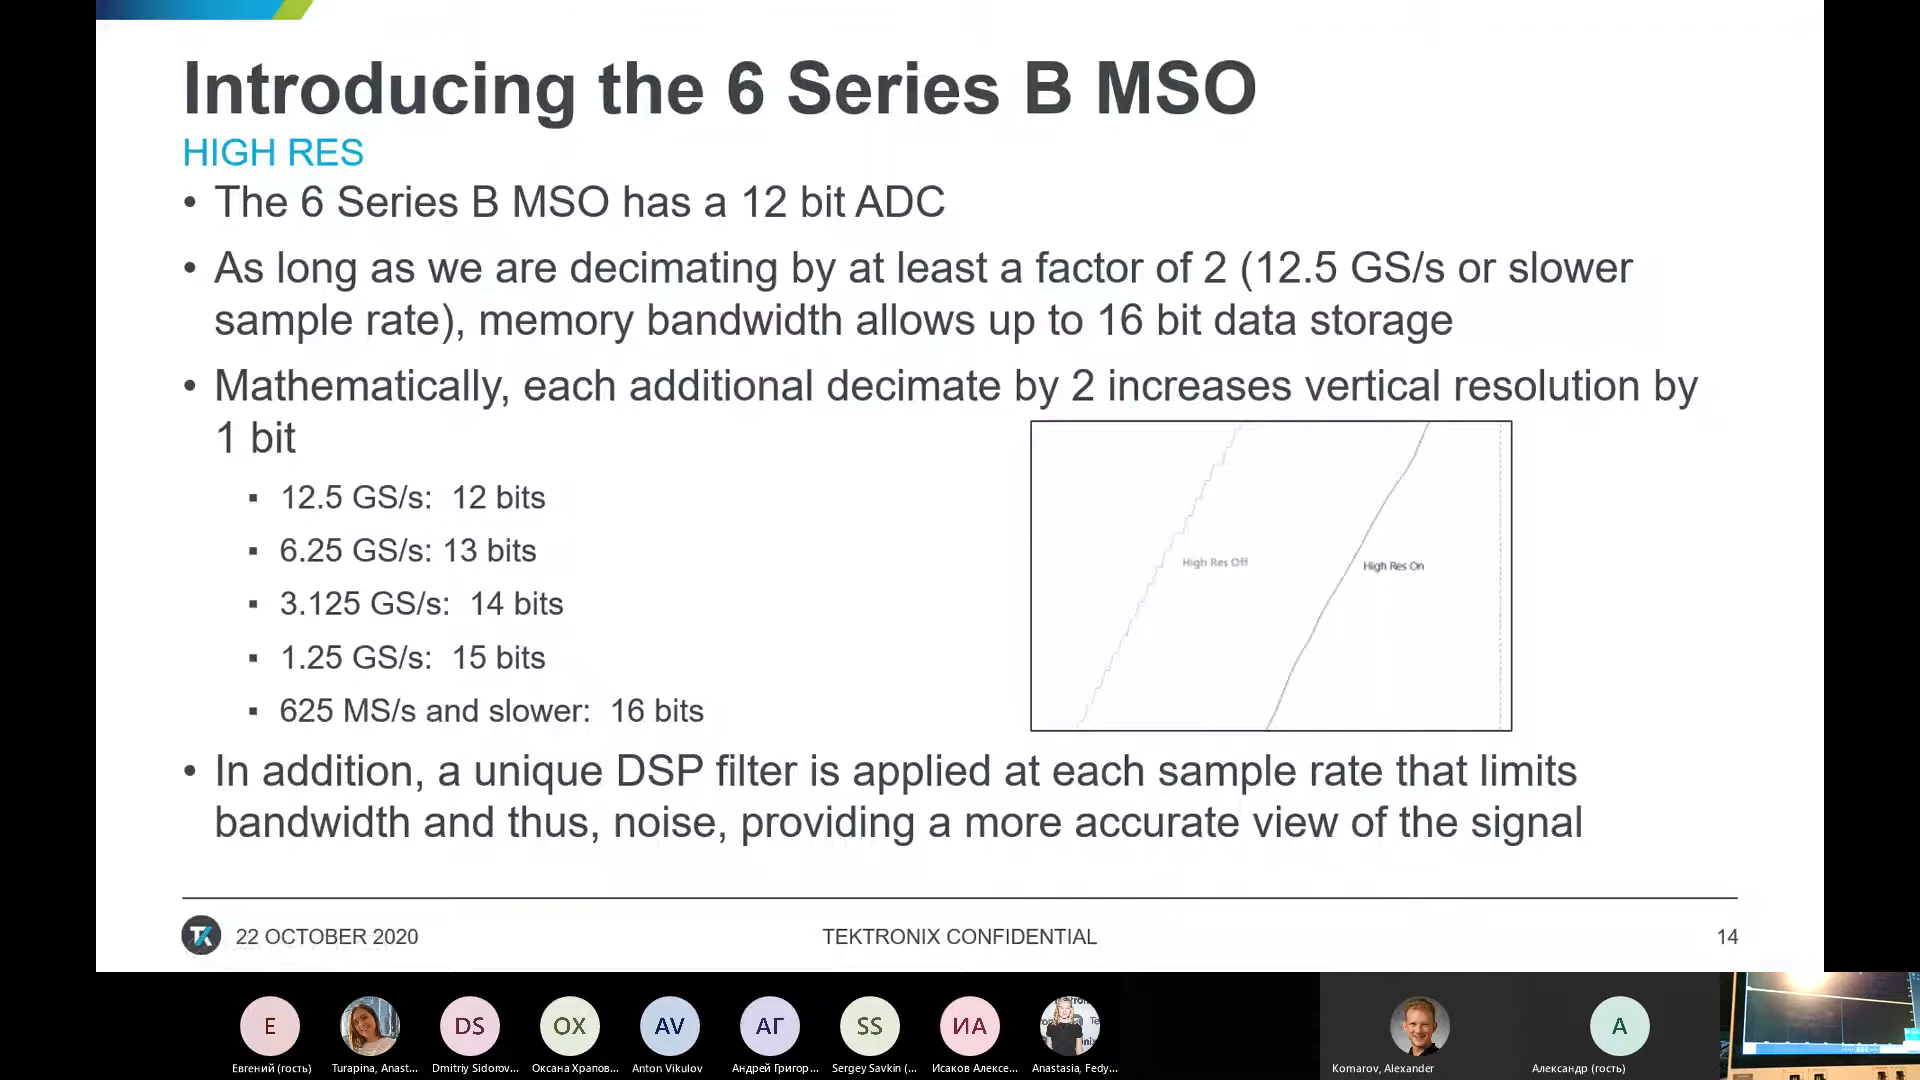 Introducing the 6 Series B MSO
HIGH RES
• The 6 Series B MSO has a 12 bit ADC
• As long as we are decimating by at least a factor of 2 (12.5 GS/s or slower
sample rate), memory bandwidth allows up to 16 bit data storage
• Mathematically, each additional decimate by 2 increases vertical resolution by
1 bit
▪ 12.5 GS/s: 12 bits
▪ 6.25 GS/s: 13 bits
▪ 3.125 GS/s: 14 bits
▪ 1.25 GS/s: 15 bits
▪ 625 MS/s and slower: 16 bits
High Res Off
High Res On
• In addition, a unique DSP filter is applied at each sample rate that limits
bandwidth and thus, noise, providing a more accurate view of the signal
22 OCTOBER 2020
TEKTRONIX CONFIDENTIAL
14
E
DS
OX
AV
АГ
SS
ИА
A
Евгений (гость)
Turapina, Anast...
Dmitriy Sidorov...
Оксана Храпов...
Anton Vikulov
Андрей Григор...
Sergey Savkin (...
Исаков Алексе...
Anastasia, Fedy...
Komarov, Alexander
Александр (гость)